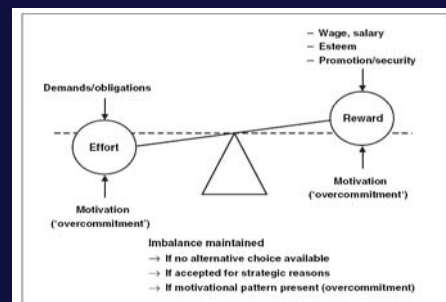 – Wage, salary
– Esteem
– Promotion/security
Demands/obligations
Reward
Effort
Motivation
('overcommitment')
Motivation
('overcommitment')
Imbalance maintained
→ If no alternative choice available
→ If accepted for strategic reasons
→ If motivational pattern present (overcommitment)